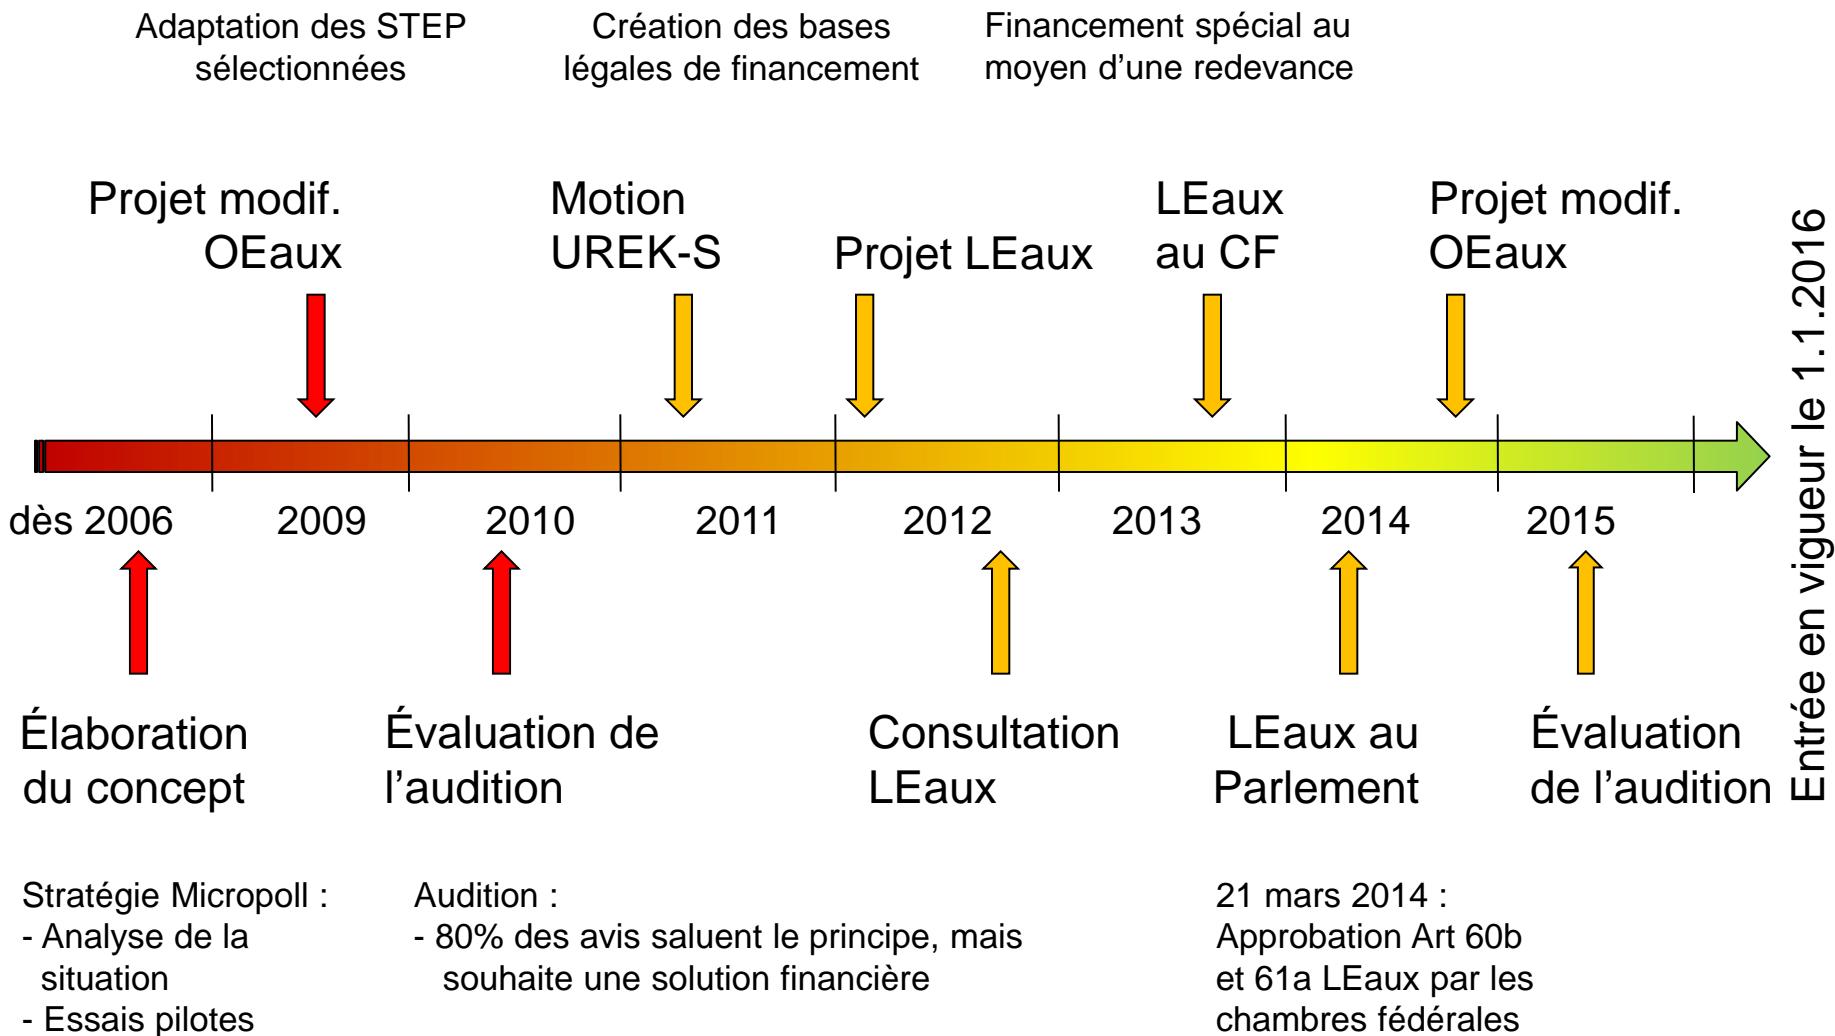 Adaptation des STEP
sélectionnées
Création des bases
légales de financement
Financement spécial au
moyen d’une redevance
Projet modif.
OEaux
Motion
UREK-S
Projet LEaux
LEaux
au CF
Projet modif.
OEaux
Entrée en vigueur le 1.1.2016
dès 2006
2009
2010
2011
2012
2013
2014
2015
Élaboration
du concept
Évaluation de
l’audition
Consultation
LEaux
LEaux au
Parlement
Évaluation
de l’audition
Stratégie Micropoll :
- Analyse de la
situation
- Essais pilotes
Audition :
- 80% des avis saluent le principe, mais
souhaite une solution financière
21 mars 2014 :
Approbation Art 60b
et 61a LEaux par les
chambres fédérales